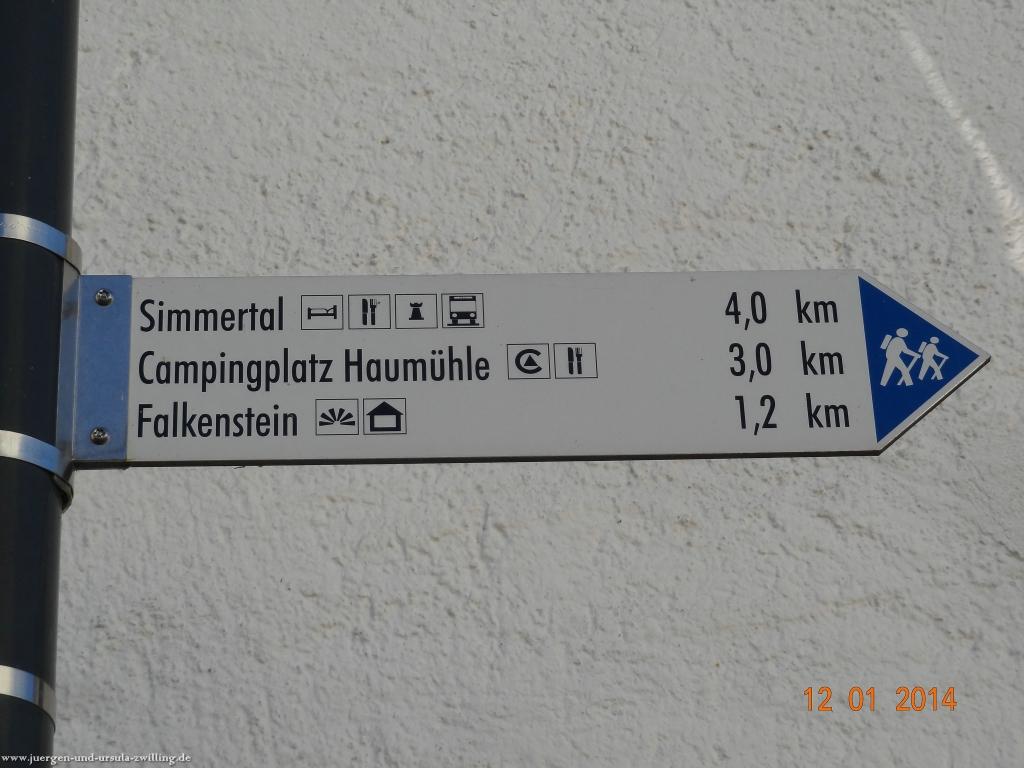 Simmertal 4,0 km
Campingplatz Haumühle 3,0 km
Falkenstein 1,2 km
12 01 2014
www.juergen-und-ursula-zwilling.de